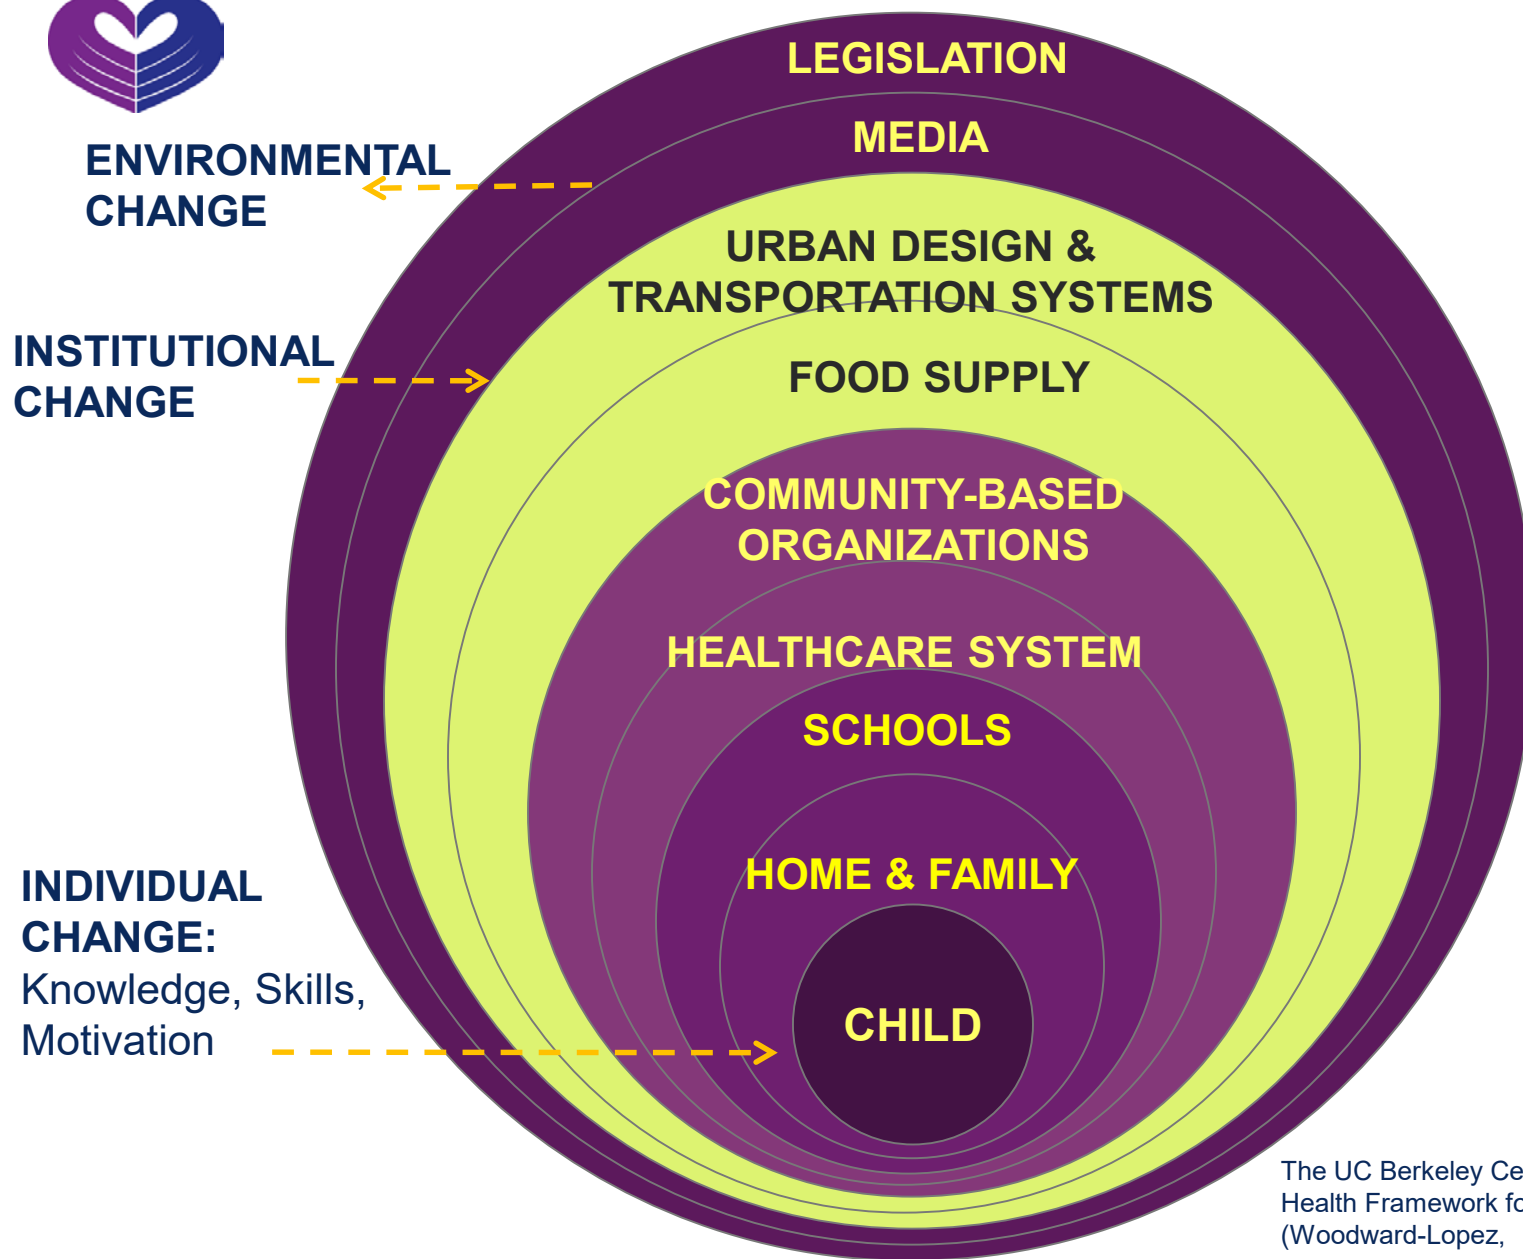 LEGISLATION
MEDIA
ENVIRONMENTAL
CHANGE
URBAN DESIGN &
TRANSPORTATION SYSTEMS
INSTITUTIONAL
CHANGE
FOOD SUPPLY
COMMUNITY-BASED
ORGANIZATIONS
HEALTHCARE SYSTEM
SCHOOLS
HOME & FAMILY
INDIVIDUAL
CHANGE:
Knowledge, Skills,
Motivation
CHILD
The UC Berkeley
Health Framework
(Woodward-Lopez,